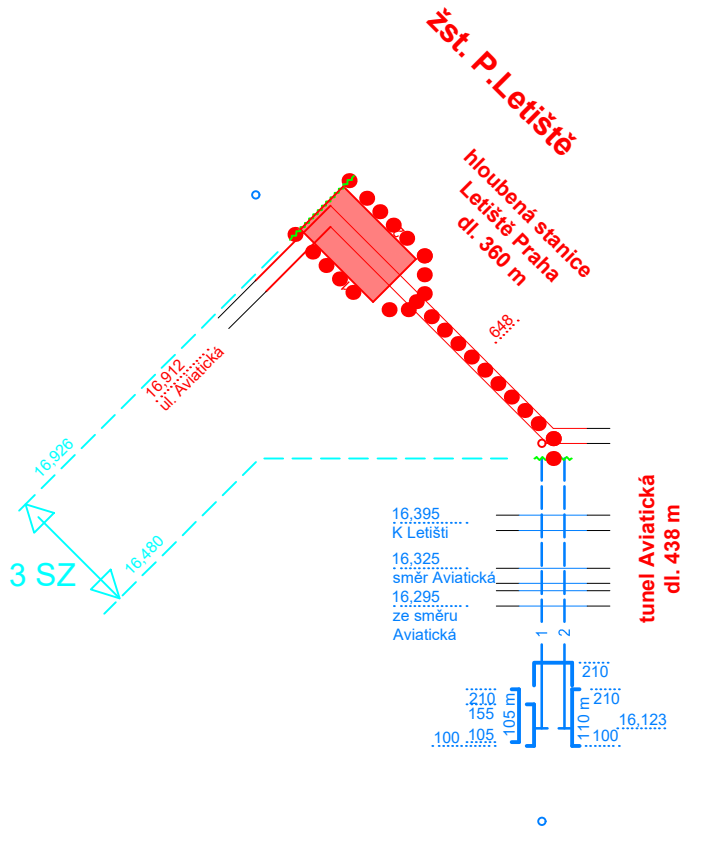 žst. P.Letiště
hloubená stanice
Letiště Praha
dl. 360 m
648
16,912
ul. Aviatická
16,926
16,480
3 SZ
16,395
K Letišti
16,325
směr Aviatická
16,295
ze směru
Aviatická
tunel Aviatická
dl. 438 m
1
2
210
210
155
105 m
100
105
110 m
210
16,123
100